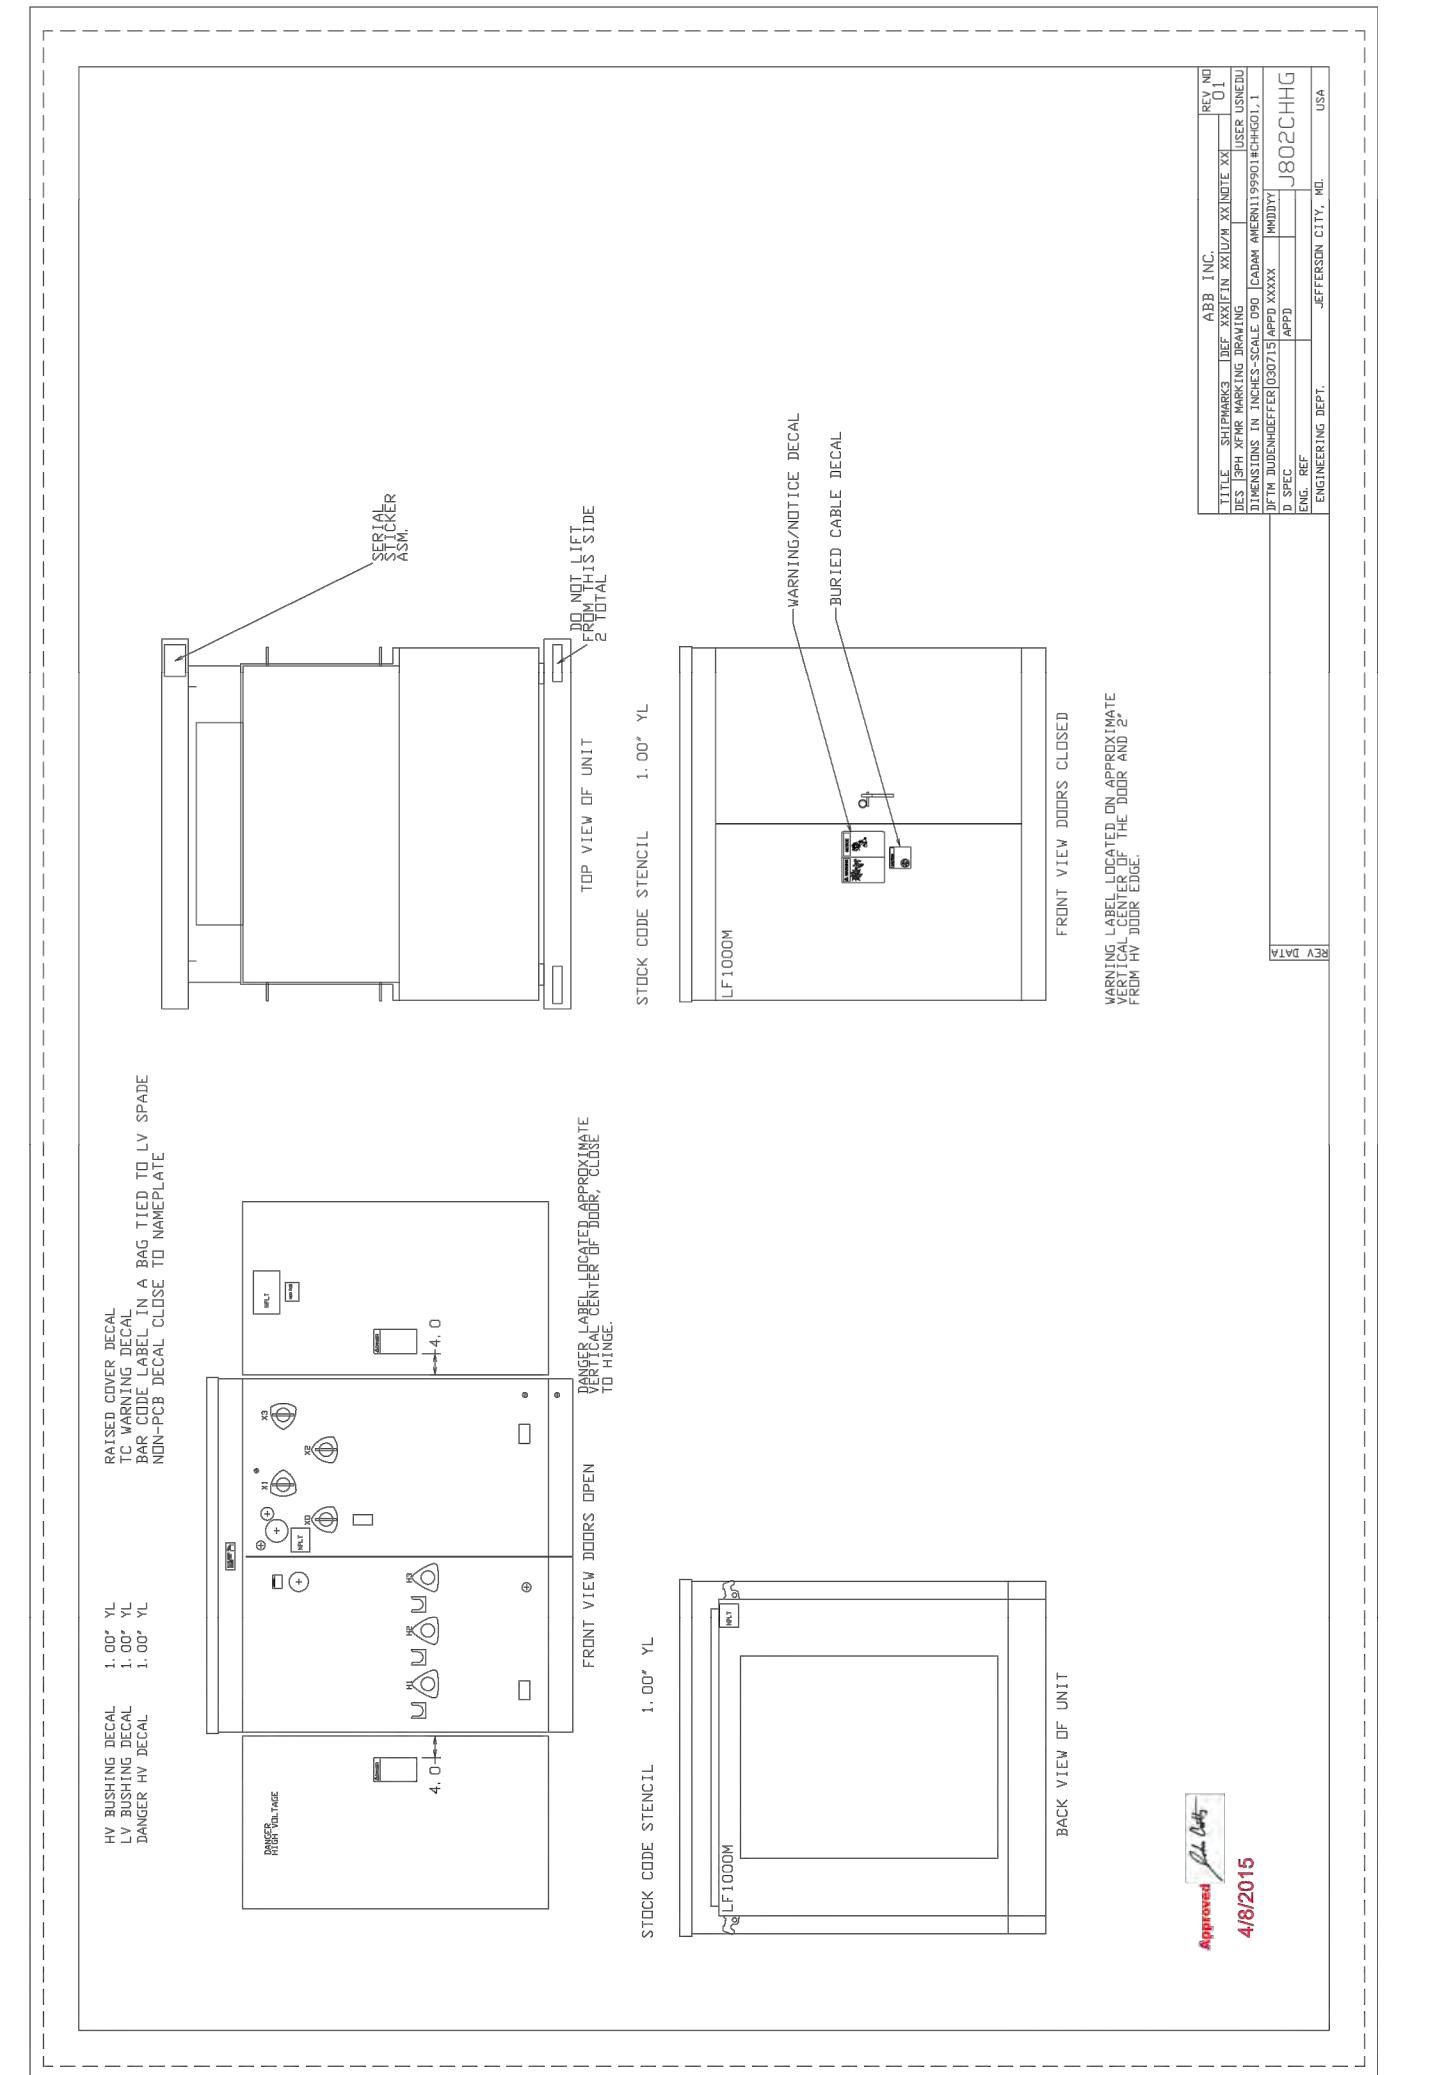 HV BUSHING DECAL 1.00" YL
LV BUSHING DECAL 1.00" YL
DANGER HV DECAL 1.00" YL
RAISED COVER DECAL
TC WARNING DECAL
BAR CODE LABEL IN A BAG TIED TO LV SPADE
NON-PCB DECAL CLOSE TO NAMEPLATE
DANGER
HIGH VOLTAGE
4.0
H1
H2
H3
NPLT
X0
X1
X2
X3
NPLT
4.0
FRONT VIEW DOORS OPEN
DANGER LABEL LOCATED APPROXIMATE
VERTICAL CENTER OF DOOR, CLOSE
TO HINGE.
SERIAL
STICKER
ASM.
DO NOT LIFT
FROM THIS SIDE
2 TOTAL
TOP VIEW OF UNIT
STOCK CODE STENCIL 1.00" YL
LF1000M
NPLT
BACK VIEW OF UNIT
STOCK CODE STENCIL 1.00" YL
LF1000M
WARNING
NOTICE
WARNING/NOTICE DECAL
BURIED CABLE DECAL
FRONT VIEW DOORS CLOSED
WARNING LABEL LOCATED ON APPROXIMATE
VERTICAL CENTER OF THE DOOR AND 2"
FROM HV DOOR EDGE.
Approved
4/8/2015
REV DATA
ABB INC. REV NO 01
TITLE SHIPMARK3 DEF XXX FIN XX U/M XX NOTE XX
DES 3PH XFMR MARKING DRAWING USER USNEDU
DIMENSIONS IN INCHES-SCALE 090 CADAM AMERN1199901#CHHG01,1
DFTM DUDENHOEFFER 030715 APPD XXXXX MMDDYY J802CHHG
D SPEC APPD
ENG. REF
ENGINEERING DEPT. JEFFERSON CITY, MO. USA